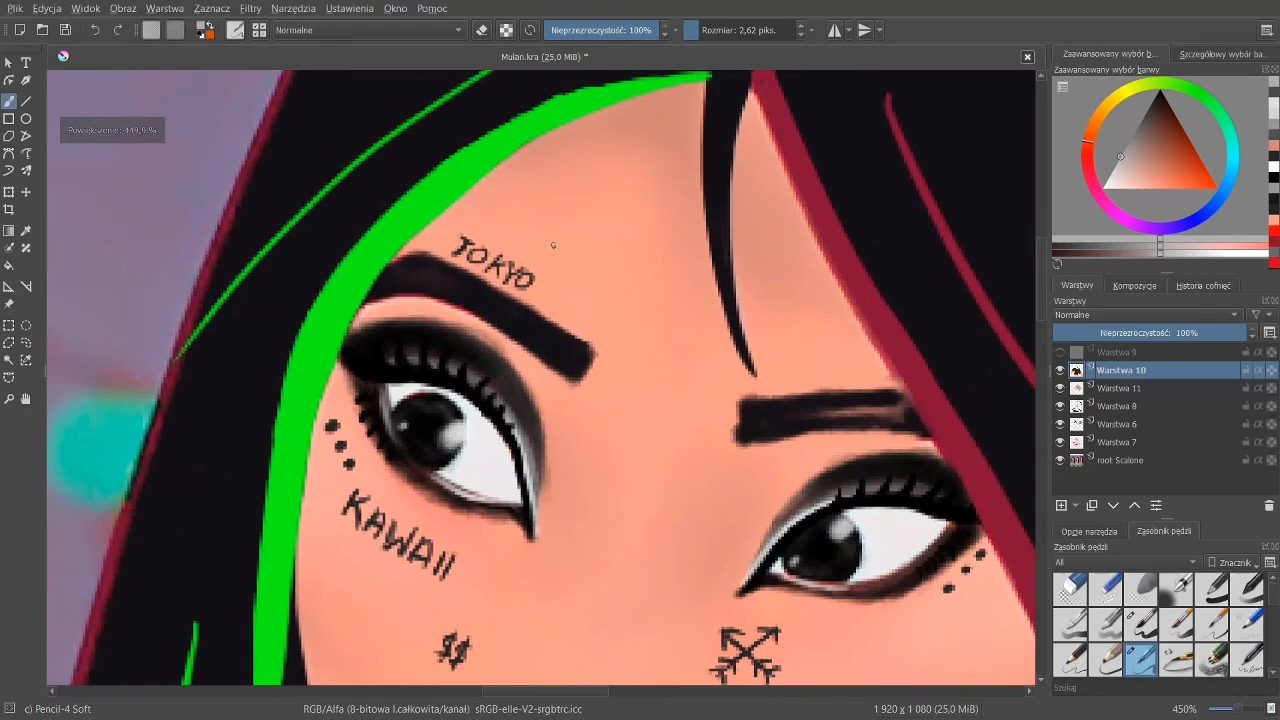 Plik Edycja Widok Obraz Warstwa Zaznacz Filtry Narzędzia Ustawienia Okno Pomoc
Normalne Nieprzezroczystość: 100% Rozmiar: 2,62 piks.
Mulan.kra (25,0 MiB) *
Powiększenie: 449,9 %
TOKYO
KAWAII
$$
Zaawansowany wybór b... Szczegółowy wybór ba...
Zaawansowany wybór barwy
Warstwy Kompozycje Historia cofnięć
Warstwy
Normalne
Nieprzezroczystość: 100%
Warstwa 9
Warstwa 10
Warstwa 11
Warstwa 8
Warstwa 6
Warstwa 7
root Scalone
Opcje narzędzia Zasobnik pędzli
Zasobnik pędzli
All Znacznik
Szukaj
c) Pencil-4 Soft RGB/Alfa (8-bitowa l.całkowita/kanał) sRGB-elle-V2-srgbtrc.icc 1 920 x 1 080 (25,0 MiB) 450%